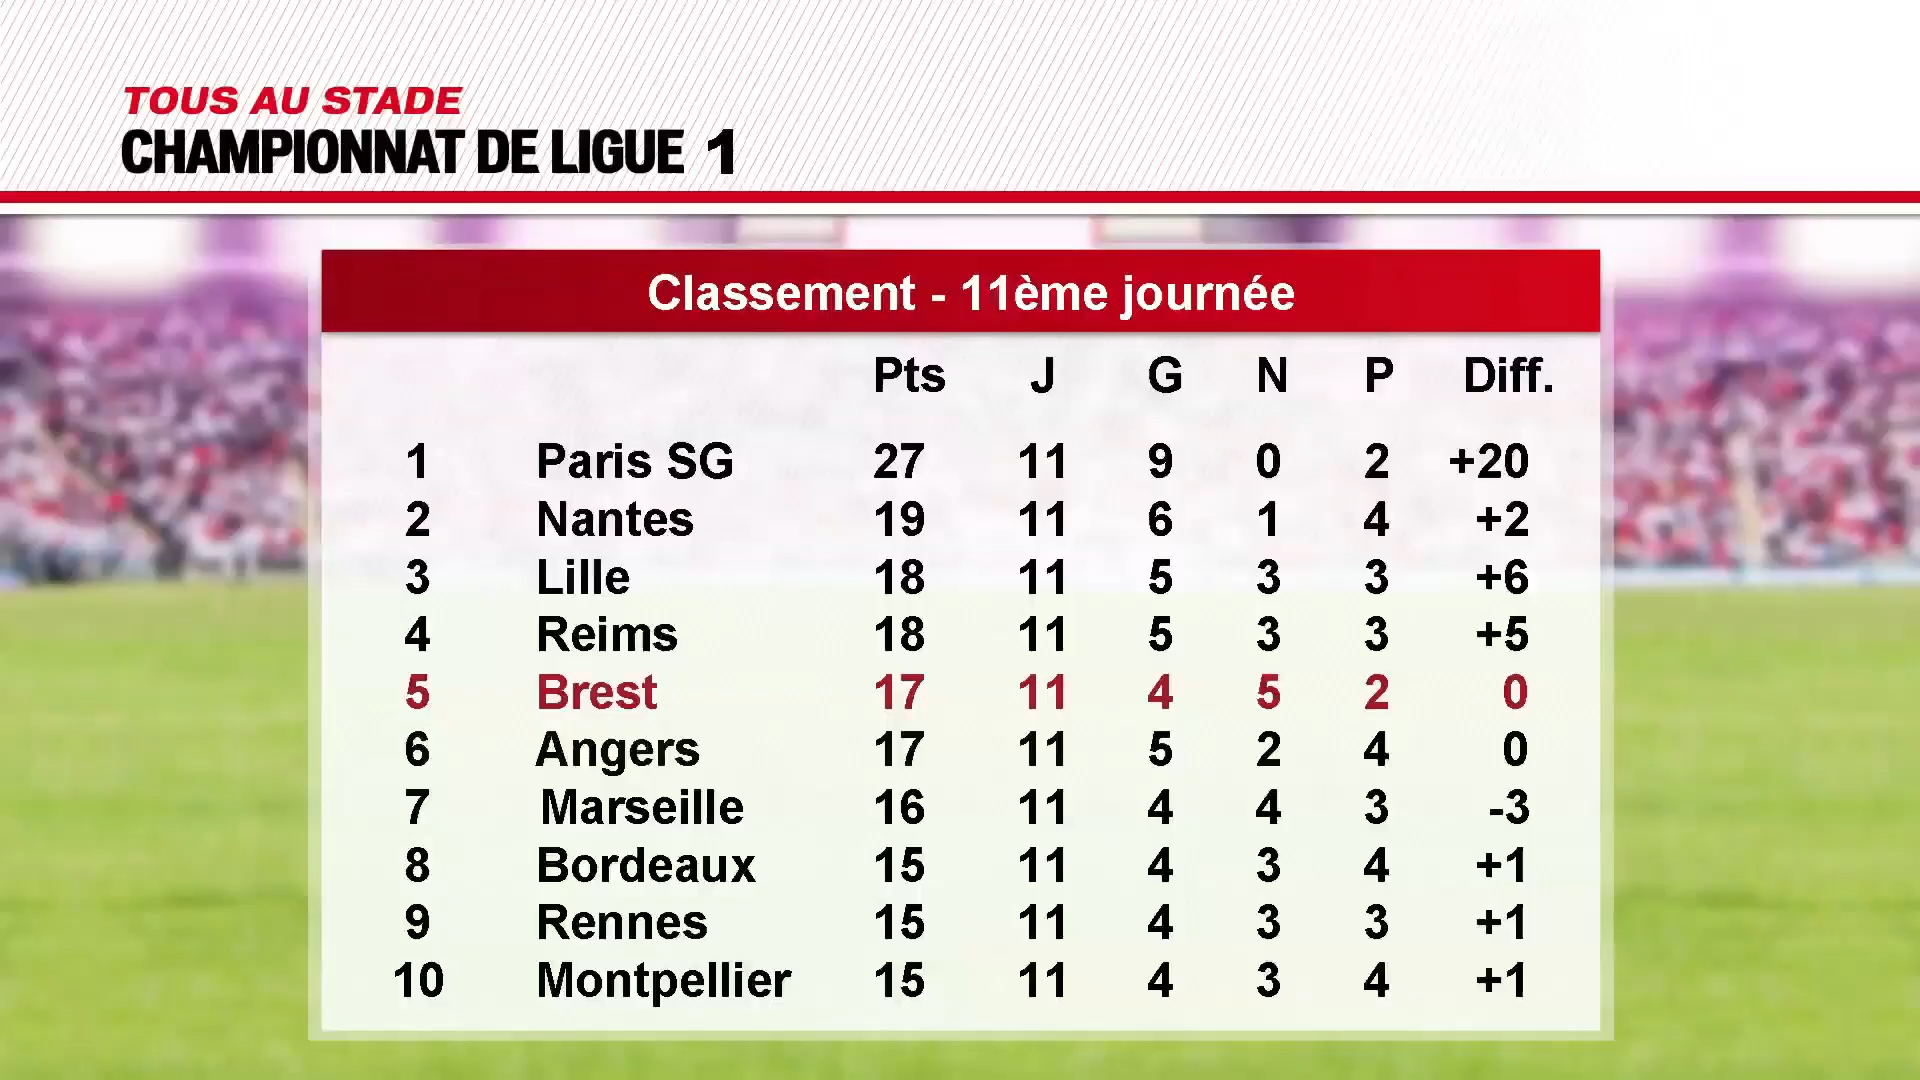 TOUS AU STADE
CHAMPIONNAT DE LIGUE 1
Classement - 11ème journée
Pts J G N P Diff.
1 Paris SG 27 11 9 0 2 +20
2 Nantes 19 11 6 1 4 +2
3 Lille 18 11 5 3 3 +6
4 Reims 18 11 5 3 3 +5
5 Brest 17 11 4 5 2 0
6 Angers 17 11 5 2 4 0
7 Marseille 16 11 4 4 3 -3
8 Bordeaux 15 11 4 3 4 +1
9 Rennes 15 11 4 3 3 +1
10 Montpellier 15 11 4 3 4 +1